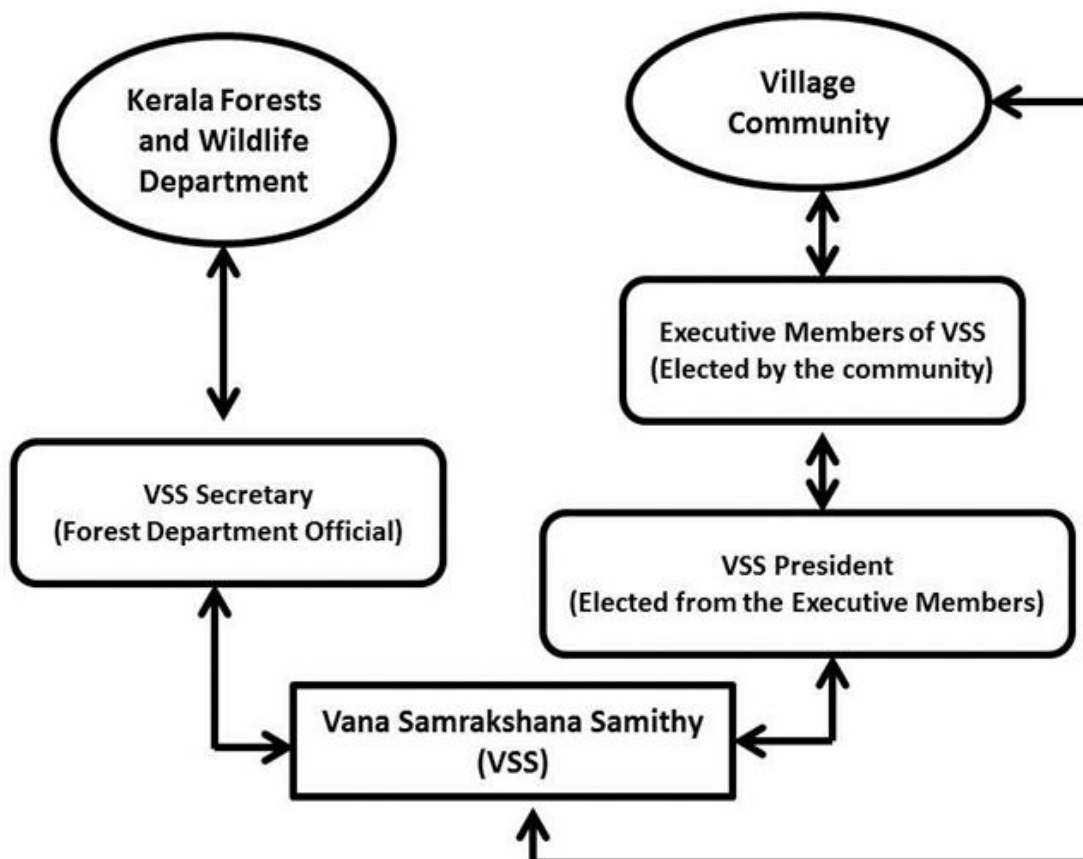 Kerala Forests
and Wildlife
Department
Village
Community
Executive Members of VSS
(Elected by the community)
VSS Secretary
(Forest Department Official)
VSS President
(Elected from the Executive Members)
Vana Samrakshana Samithy
(VSS)